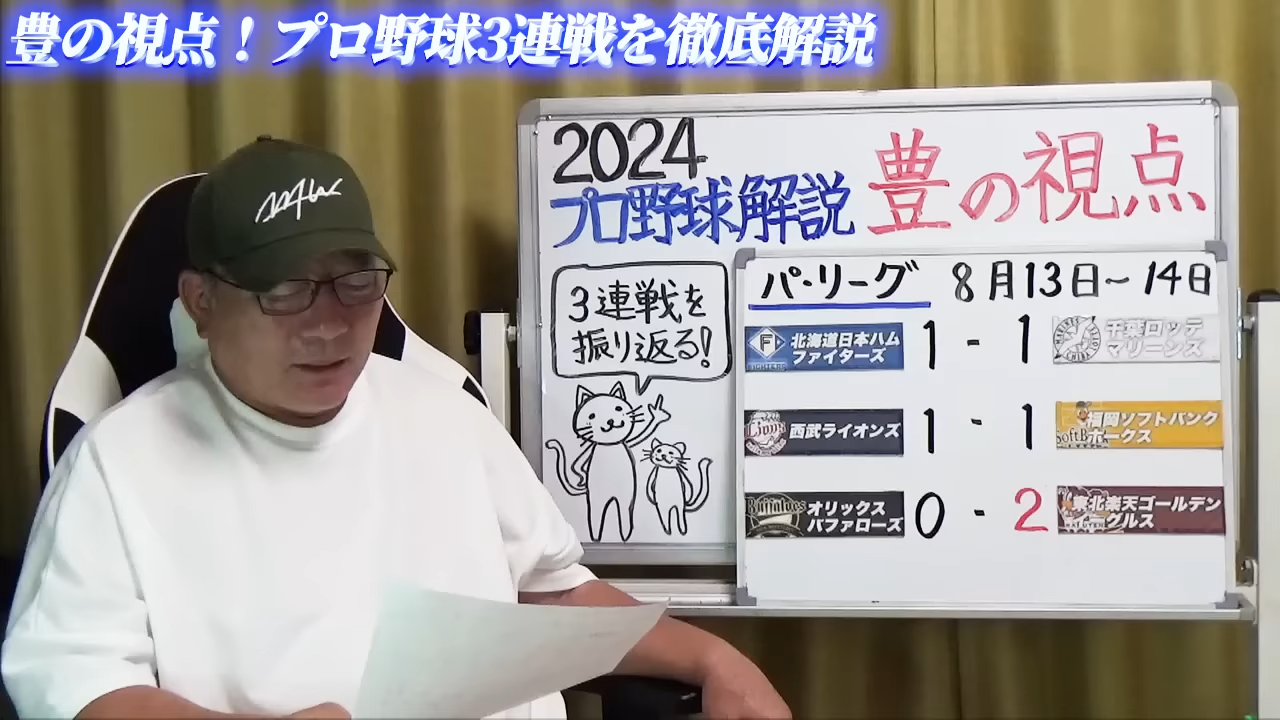 豊の視点！プロ野球3連戦を徹底解説
2024
プロ野球解説 豊の視点
3連戦を
振り返る!
パ・リーグ 8月13日~14日
F
FIGHTERS
北海道日本ハム
ファイターズ
1 - 1
MARINES
CHIBA
千葉ロッテ
マリーンズ
Lions
西武ライオンズ
1 - 1
福岡ソフトバンク
ホークス
Buffaloes
オリックス
バファローズ
0 - 2
東北楽天ゴールデン
グルス